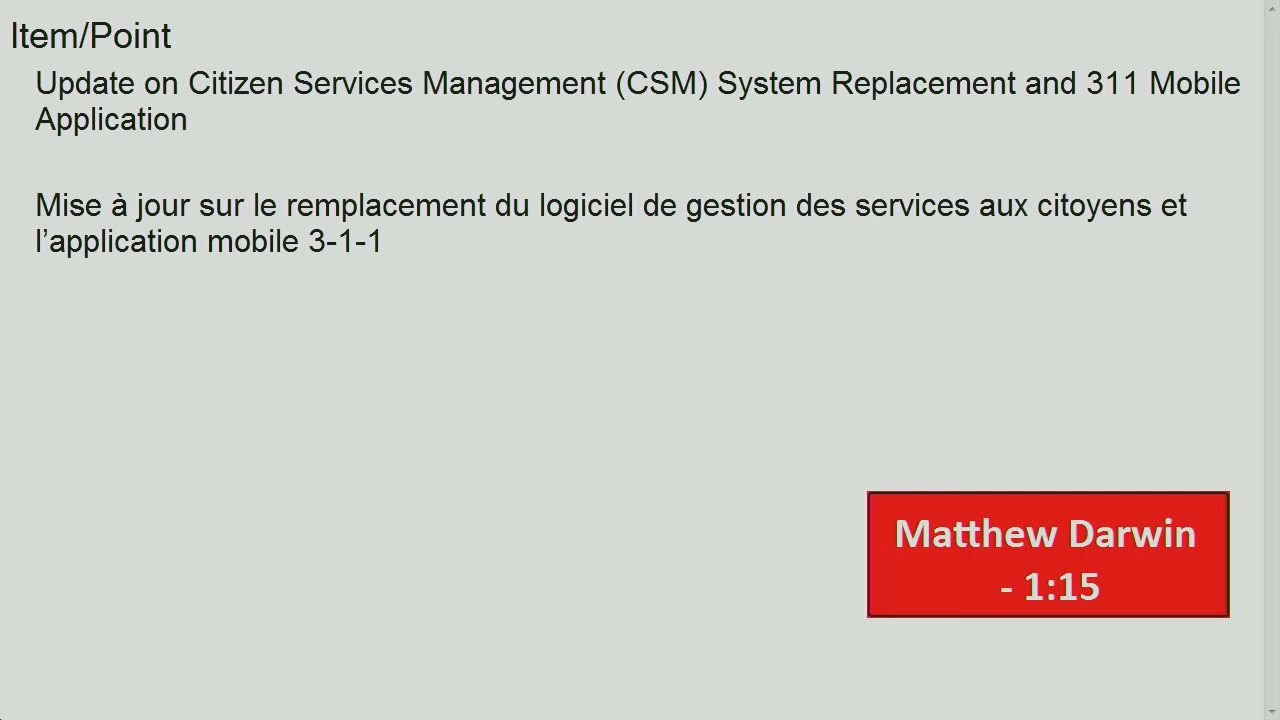 Item/Point
Update on Citizen Services Management (CSM) System Replacement and 311 Mobile
Application
Mise à jour sur le remplacement du logiciel de gestion des services aux citoyens et
l’application mobile 3-1-1
Matthew Darwin
- 1:15